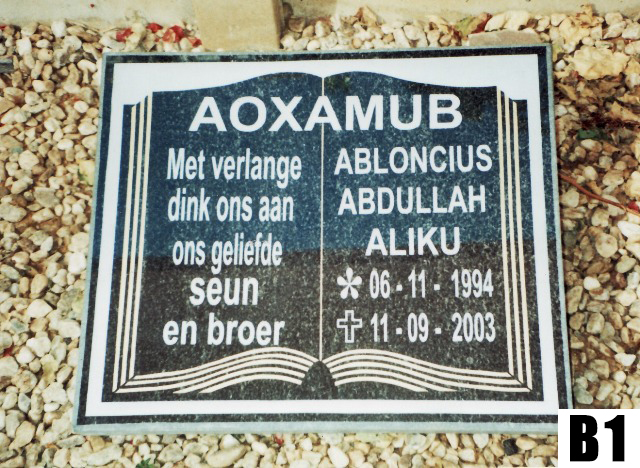 AOXAMUB
Met verlange
dink ons aan
ons geliefde
seun
en broer
ABLONCIUS
ABDULLAH
ALIKU
* 06 - 11 - 1994
✝ 11 - 09 - 2003
B1